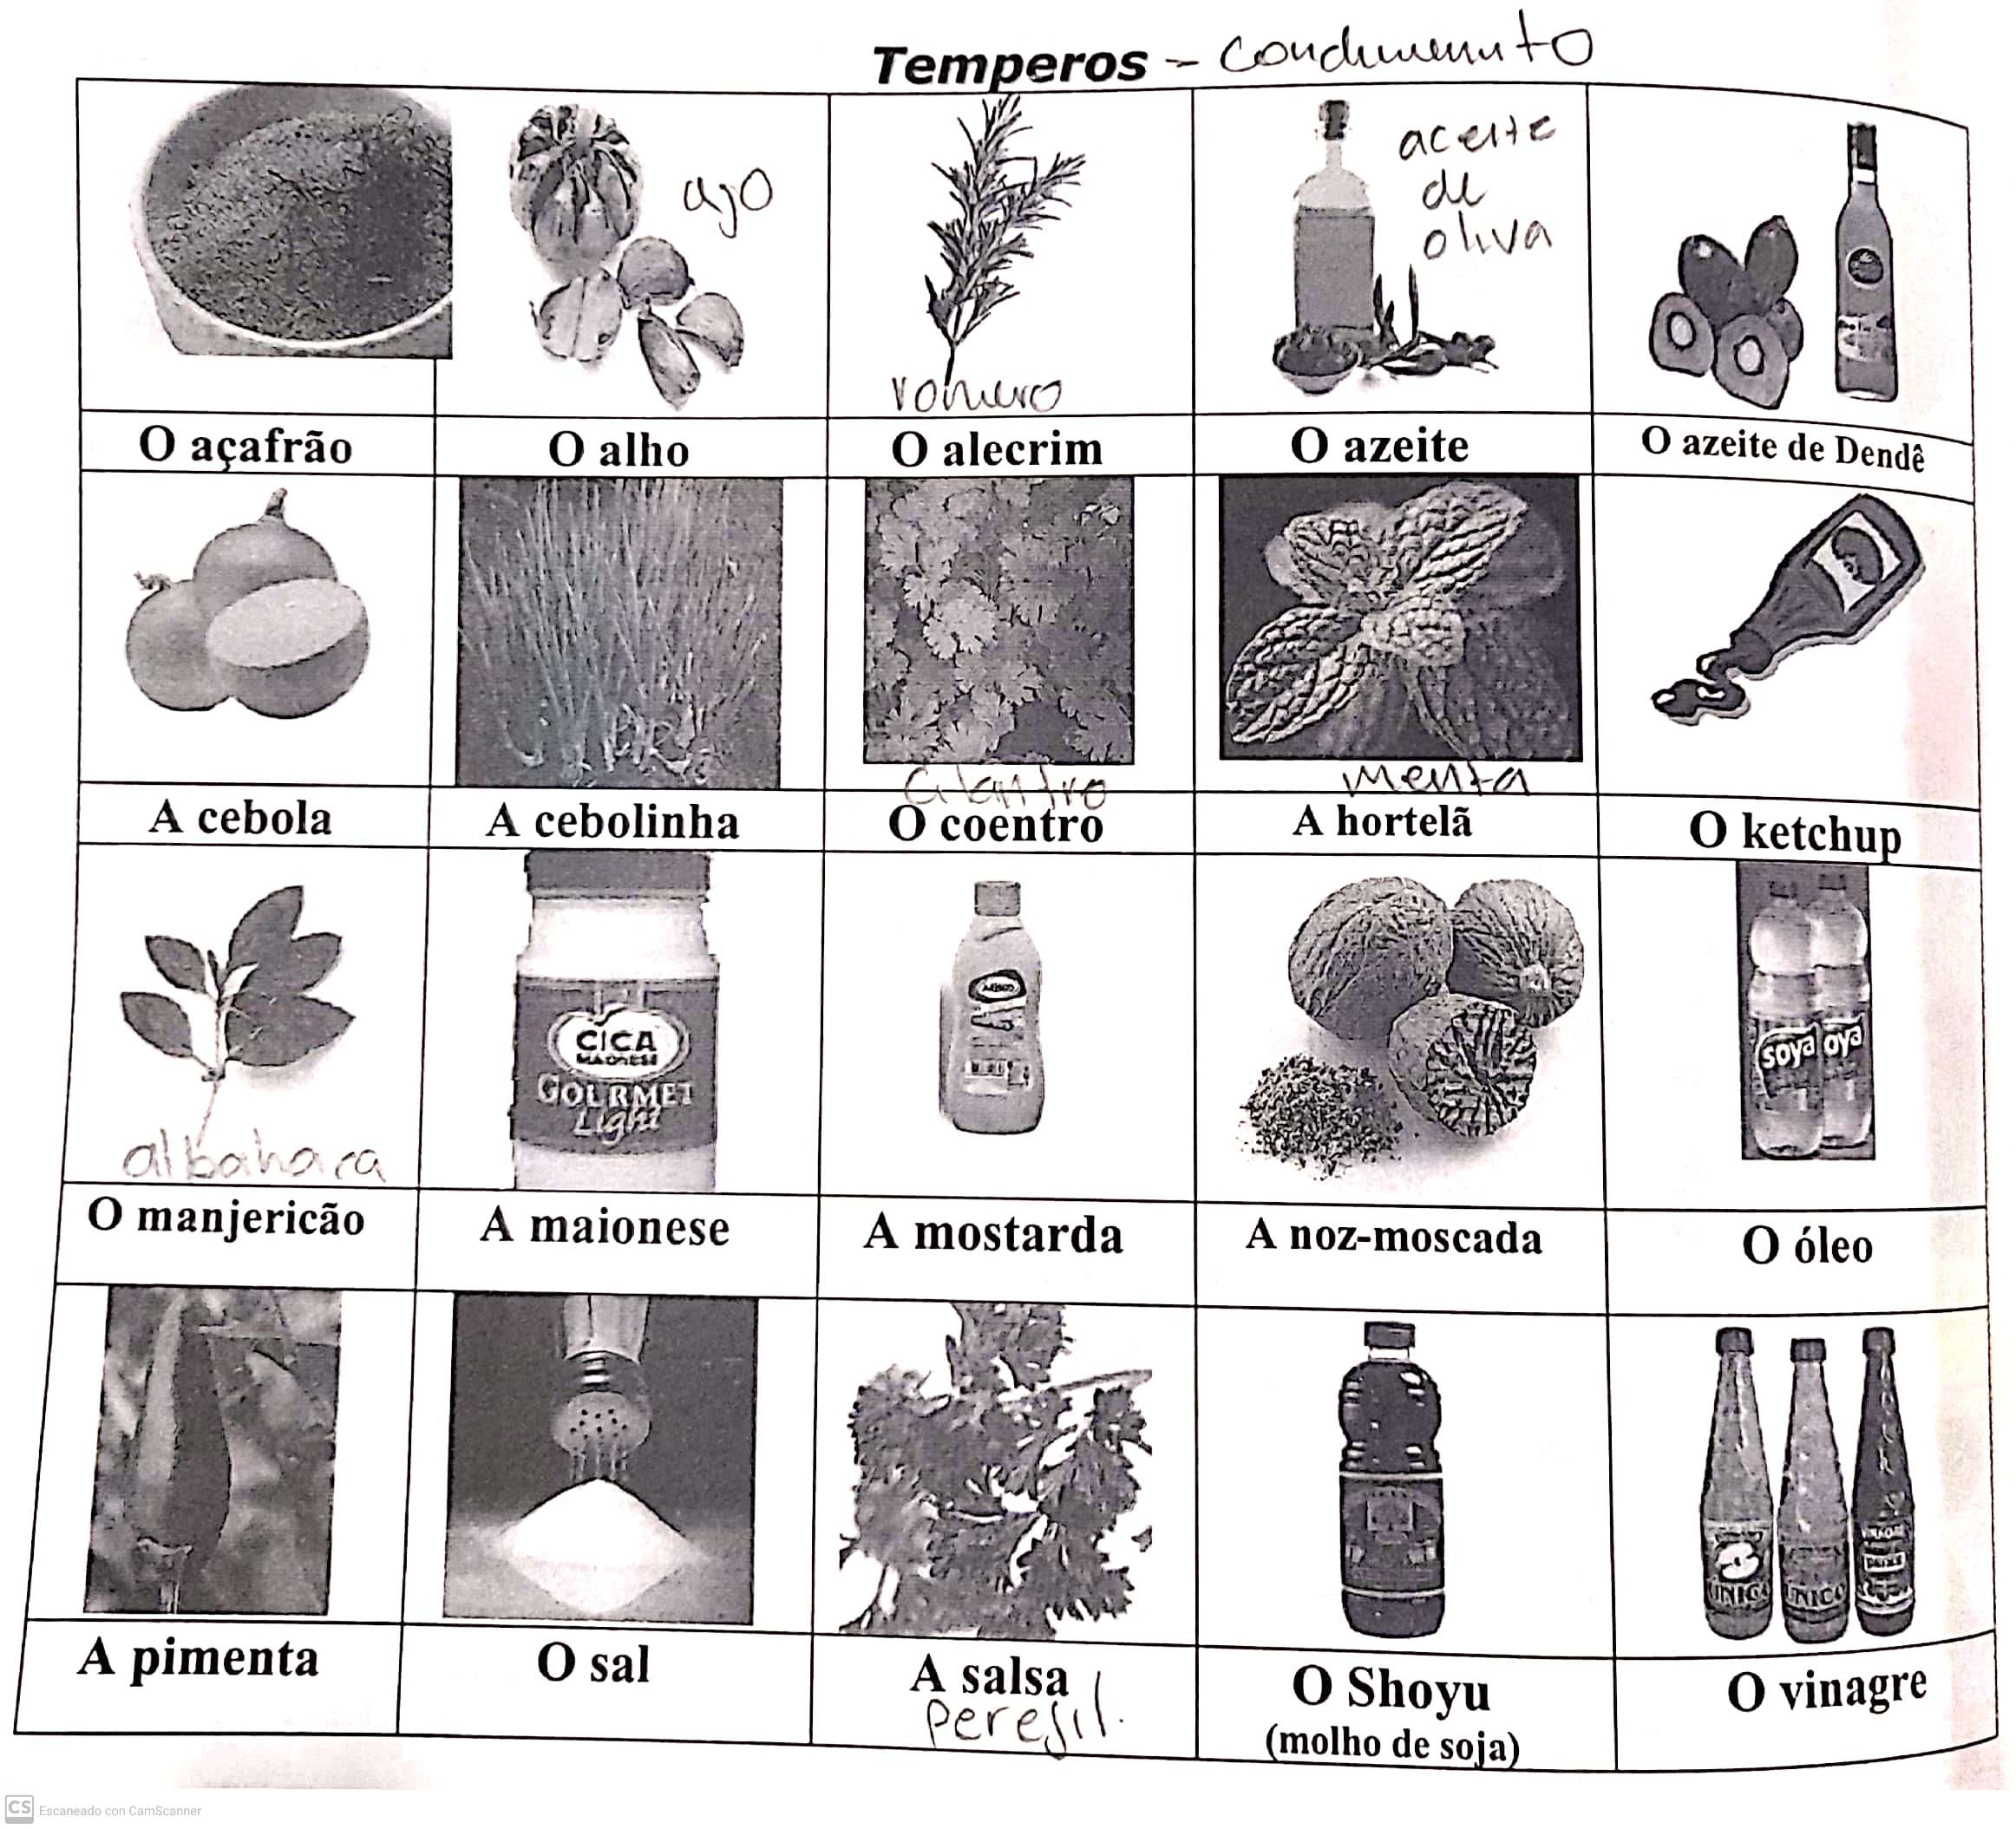 Temperos - condimento
ajo
aceite
de
oliva
romero
O açafrão
O alho
O alecrim
O azeite
O azeite de Dendê
cilantro
menta
A cebola
A cebolinha
O coentro
A hortelã
O ketchup
CICA
MAIONESE
GOURMET
Light
soya oya
albahaca
O manjericão
A maionese
A mostarda
A noz-moscada
O óleo
VINAGRE
ÚNICO
A pimenta
O sal
A salsa
perejil.
O Shoyu
(molho de soja)
O vinagre
CS Escaneado con CamScanner